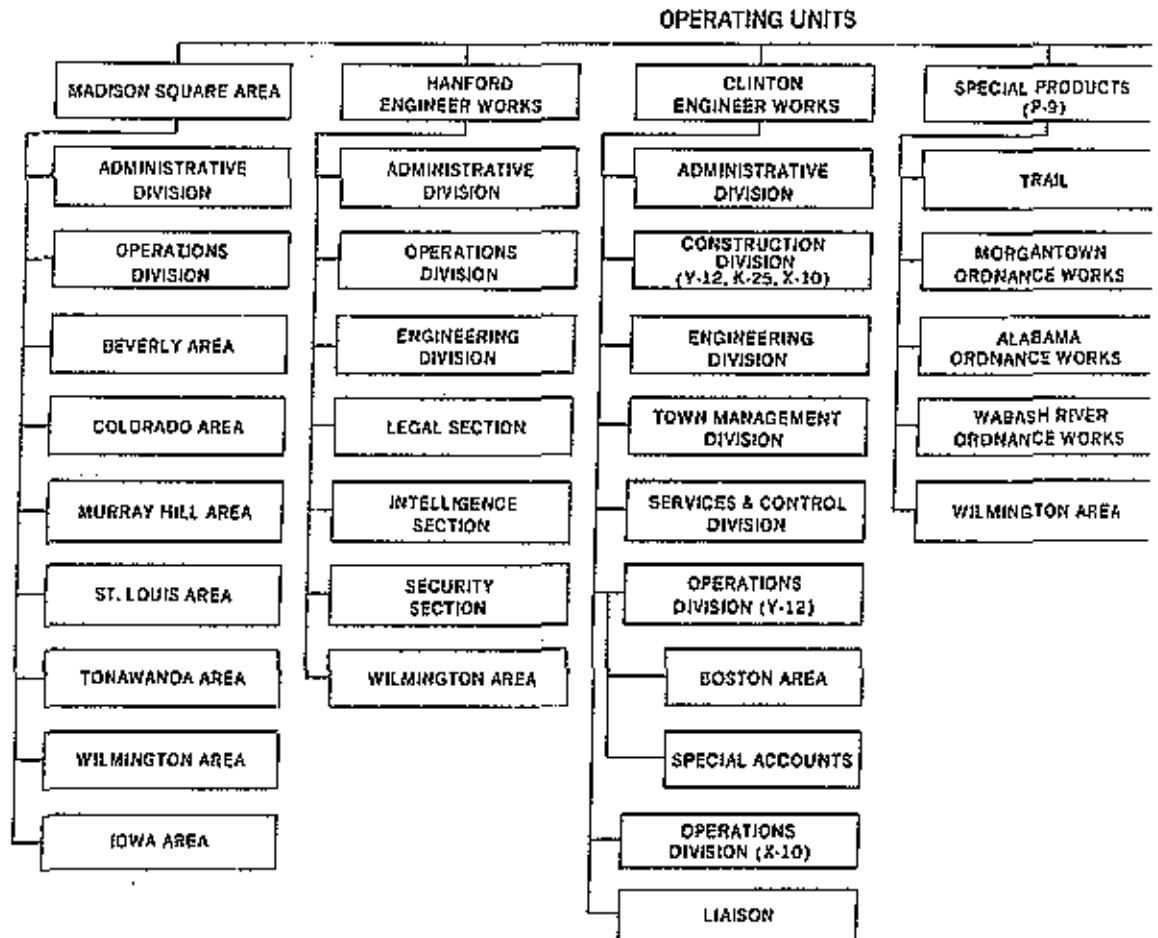 OPERATING UNITS
MADISON SQUARE AREA
ADMINISTRATIVE
DIVISION
OPERATIONS
DIVISION
BEVERLY AREA
COLORADO AREA
MURRAY HILL AREA
ST. LOUIS AREA
TONAWANDA AREA
WILMINGTON AREA
IOWA AREA
HANFORD
ENGINEER WORKS
ADMINISTRATIVE
DIVISION
OPERATIONS
DIVISION
ENGINEERING
DIVISION
LEGAL SECTION
INTELLIGENCE
SECTION
SECURITY
SECTION
WILMINGTON AREA
CLINTON
ENGINEER WORKS
ADMINISTRATIVE
DIVISION
CONSTRUCTION
DIVISION
(Y-12, K-25, X-10)
ENGINEERING
DIVISION
TOWN MANAGEMENT
DIVISION
SERVICES & CONTROL
DIVISION
OPERATIONS
DIVISION (Y-12)
BOSTON AREA
SPECIAL ACCOUNTS
OPERATIONS
DIVISION (X-10)
LIAISON
SPECIAL PRODUCTS
(P-9)
TRAIL
MORGANTOWN
ORDNANCE WORKS
ALABAMA
ORDNANCE WORKS
WABASH RIVER
ORDNANCE WORKS
WILMINGTON AREA